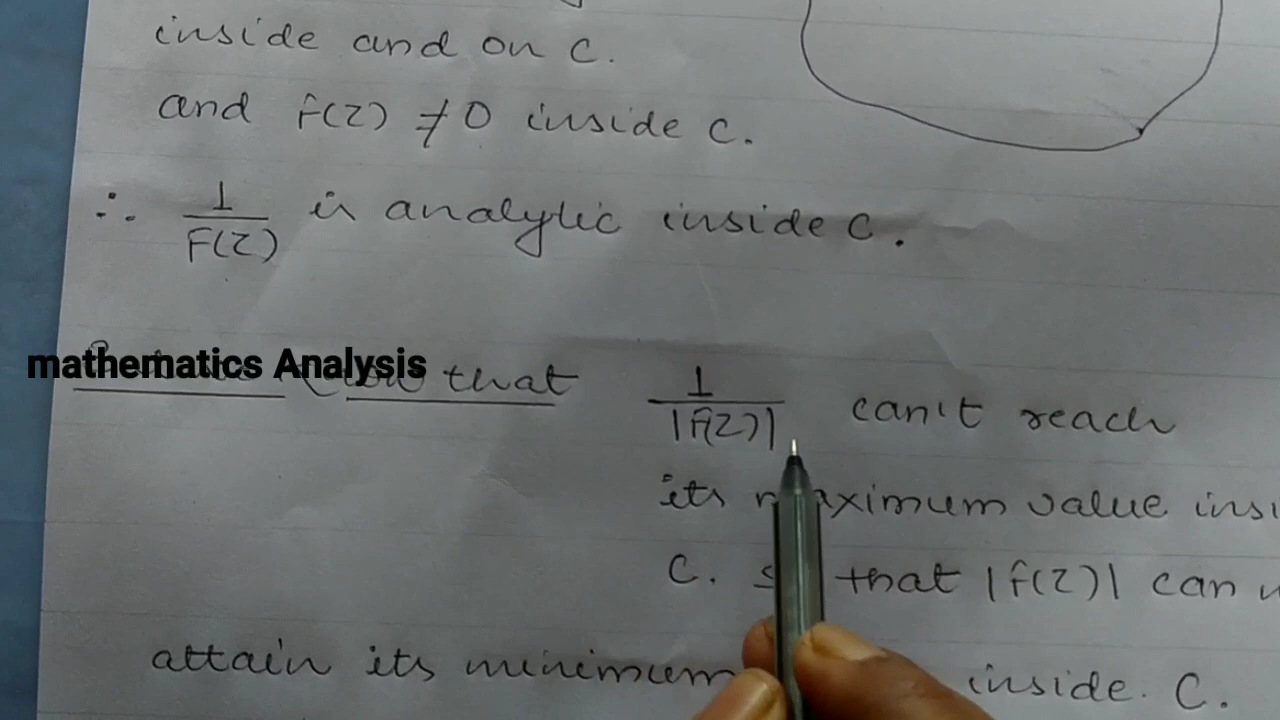 inside and on C.
and f(z) ≠ 0 inside C.
∴ 1/F(z) is analytic inside C.
mathematics Analysis
that 1/|f(z)| can't reach
its maximum value
C. that |f(z)| can
attain its minimum inside. C.